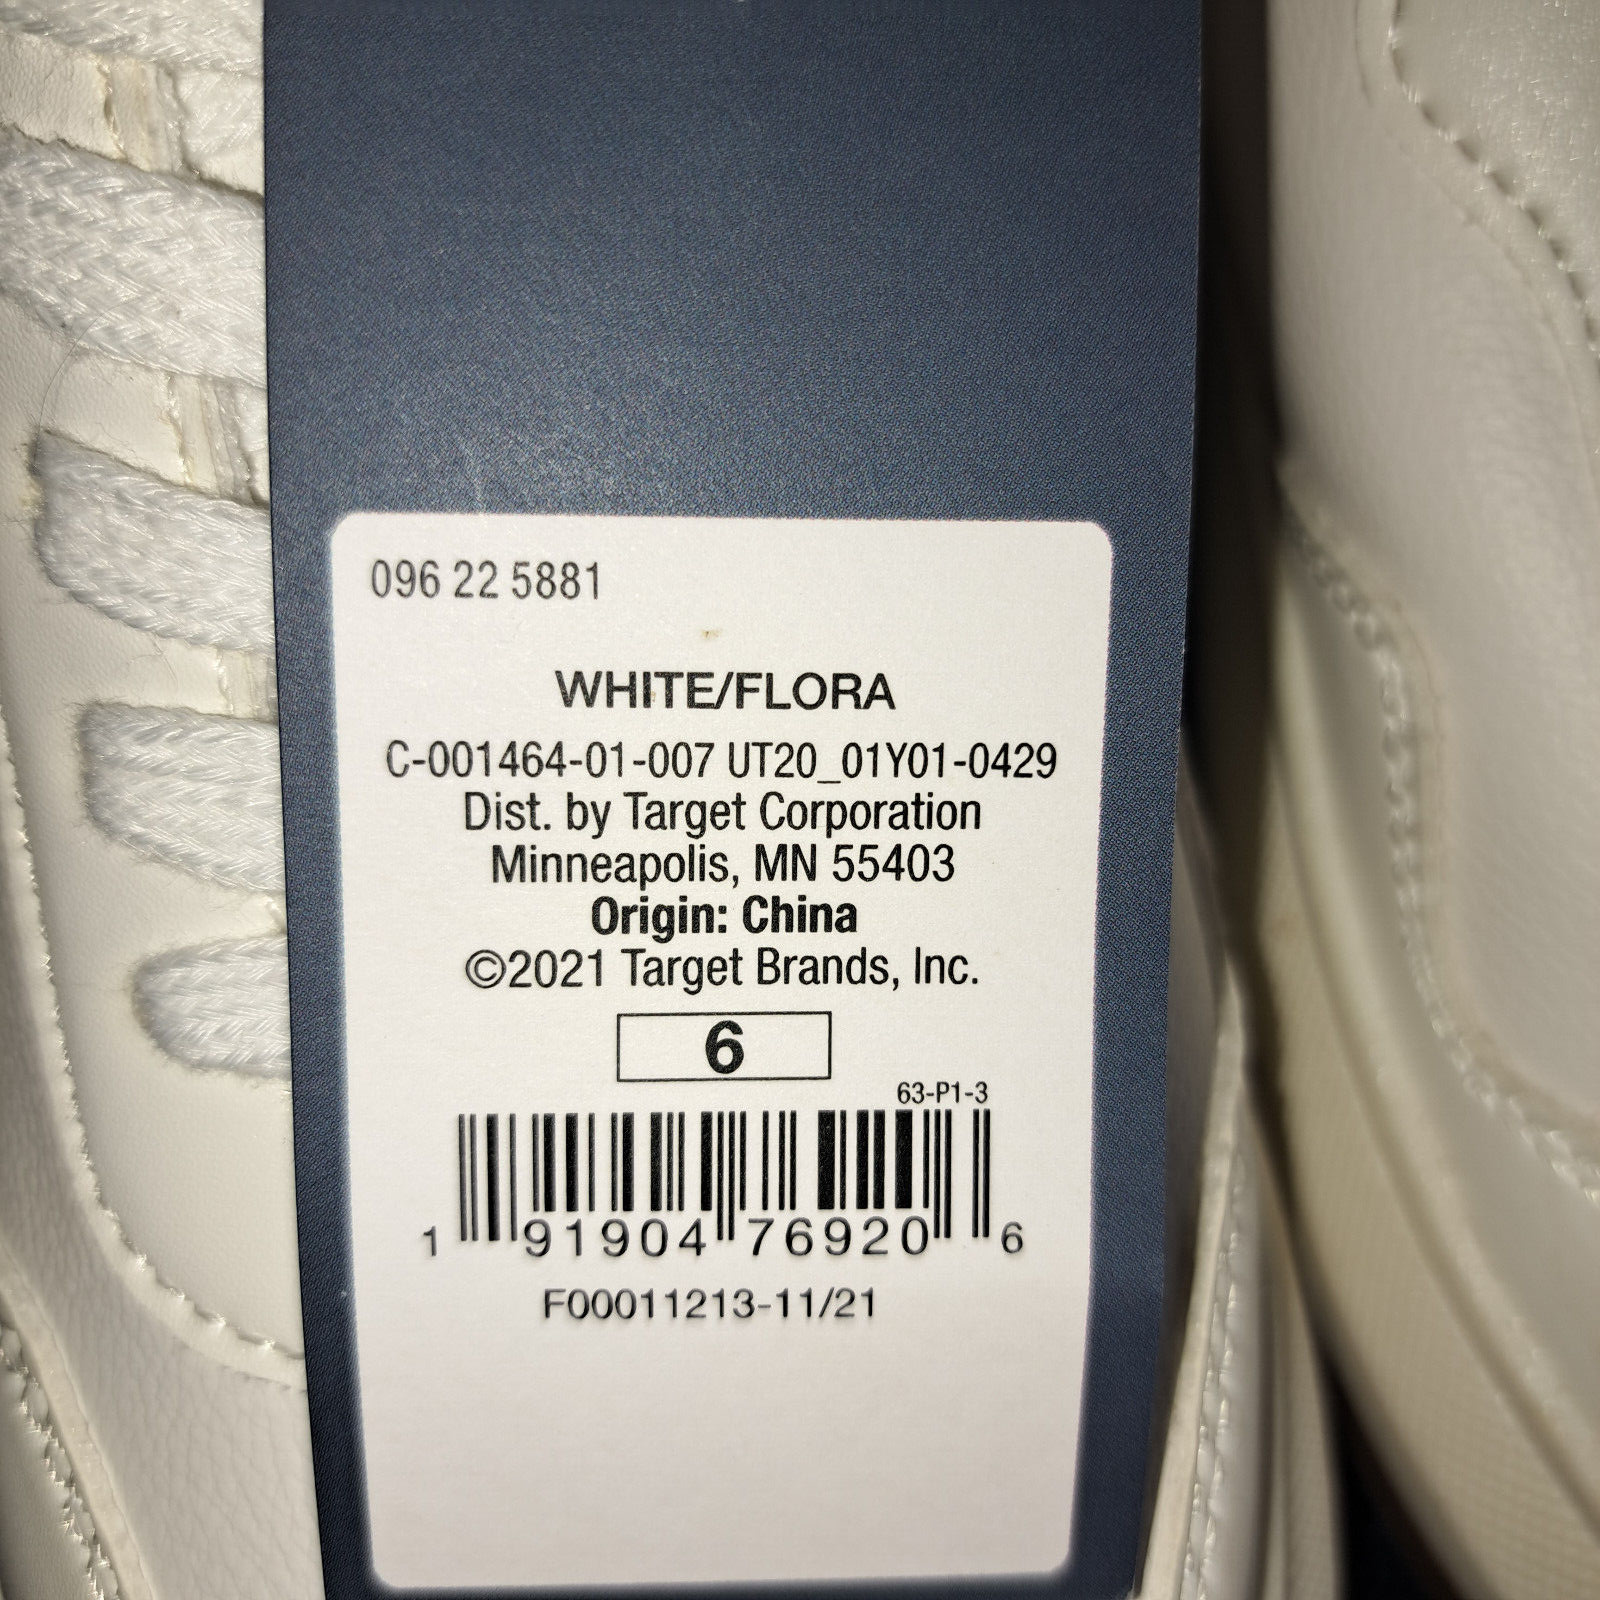 096 22 5881
WHITE/FLORA
C-001464-01-007 UT20_01Y01-0429
Dist. by Target Corporation
Minneapolis, MN 55403
Origin: China
©2021 Target Brands, Inc.
6
63-P1-3
1 91904 76920 6
F00011213-11/21